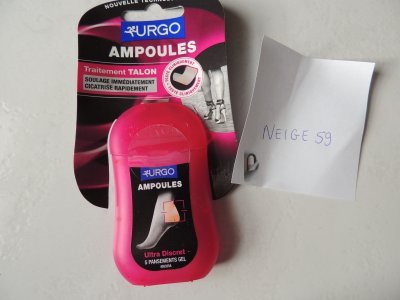 NOUVELLE TECHNOLOGIE
URGO
AMPOULES
Traitement TALON
SOULAGE IMMÉDIATEMENT
CICATRISE RAPIDEMENT
URGO
AMPOULES
Ultra Discret
5 PANSEMENTS GEL
NEIGE 59